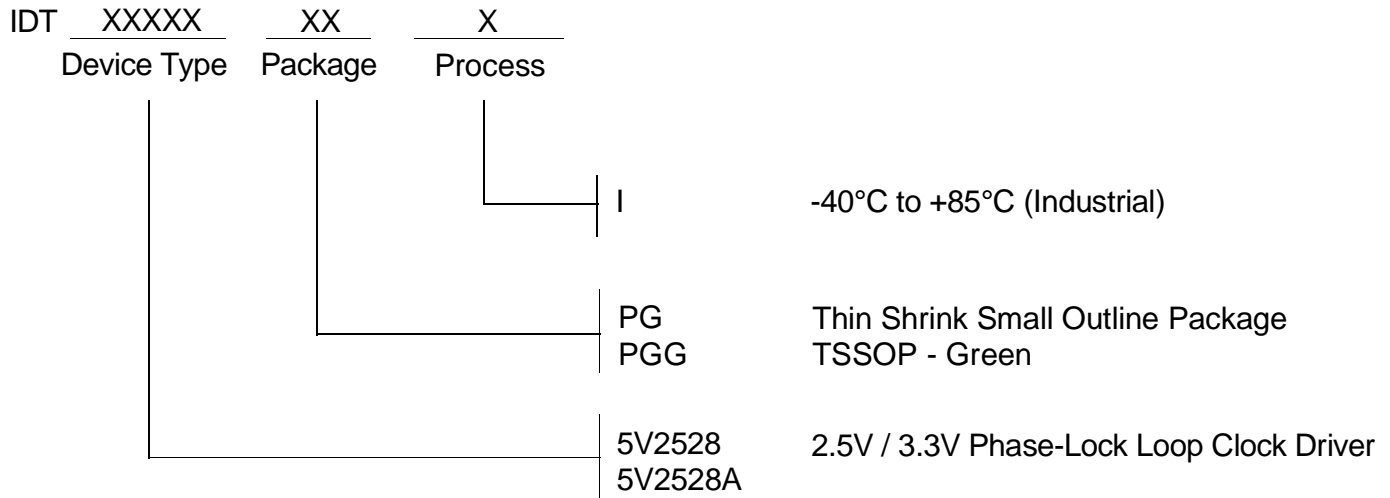 IDT XXXXX XX X
Device Type Package Process
I -40°C to +85°C (Industrial)
PG Thin Shrink Small Outline Package
PGG TSSOP - Green
5V2528 2.5V / 3.3V Phase-Lock Loop Clock Driver
5V2528A